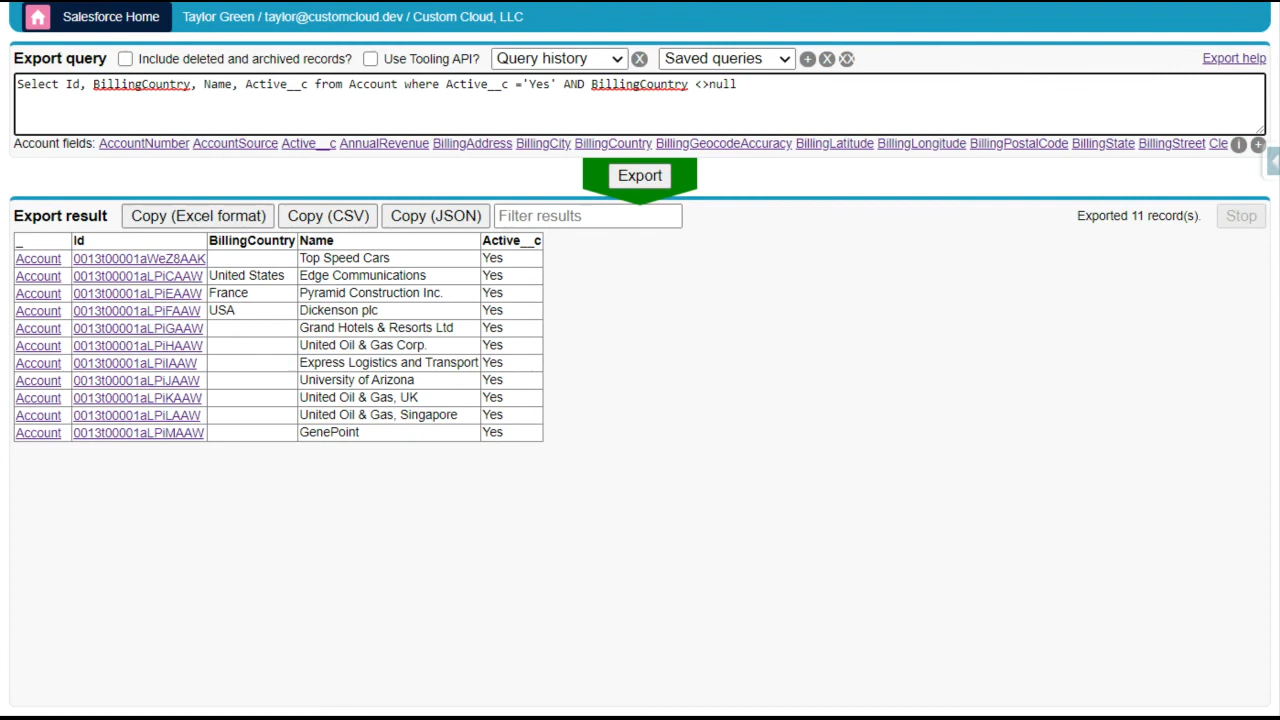 Salesforce Home Taylor Green / taylor@customcloud.dev / Custom Cloud, LLC
Export query Include deleted and archived records? Use Tooling API? Query history Saved queries Export help
Select Id, BillingCountry, Name, Active__c from Account where Active__c ='Yes' AND BillingCountry <>null
Account fields: AccountNumber AccountSource Active__c AnnualRevenue BillingAddress BillingCity BillingCountry BillingGeocodeAccuracy BillingLatitude BillingLongitude BillingPostalCode BillingState BillingStreet Cle
Export
Export result Copy (Excel format) Copy (CSV) Copy (JSON) Filter results Exported 11 record(s). Stop
_ Id BillingCountry Name Active__c
Account 0013t00001aWeZ8AAK Top Speed Cars Yes
Account 0013t00001aLPiCAAW United States Edge Communications Yes
Account 0013t00001aLPiEAAW France Pyramid Construction Inc. Yes
Account 0013t00001aLPiFAAW USA Dickenson plc Yes
Account 0013t00001aLPiGAAW Grand Hotels & Resorts Ltd Yes
Account 0013t00001aLPiHAAW United Oil & Gas Corp. Yes
Account 0013t00001aLPiIAAW Express Logistics and Transport Yes
Account 0013t00001aLPiJAAW University of Arizona Yes
Account 0013t00001aLPiKAAW United Oil & Gas, UK Yes
Account 0013t00001aLPiLAAW United Oil & Gas, Singapore Yes
Account 0013t00001aLPiMAAW GenePoint Yes